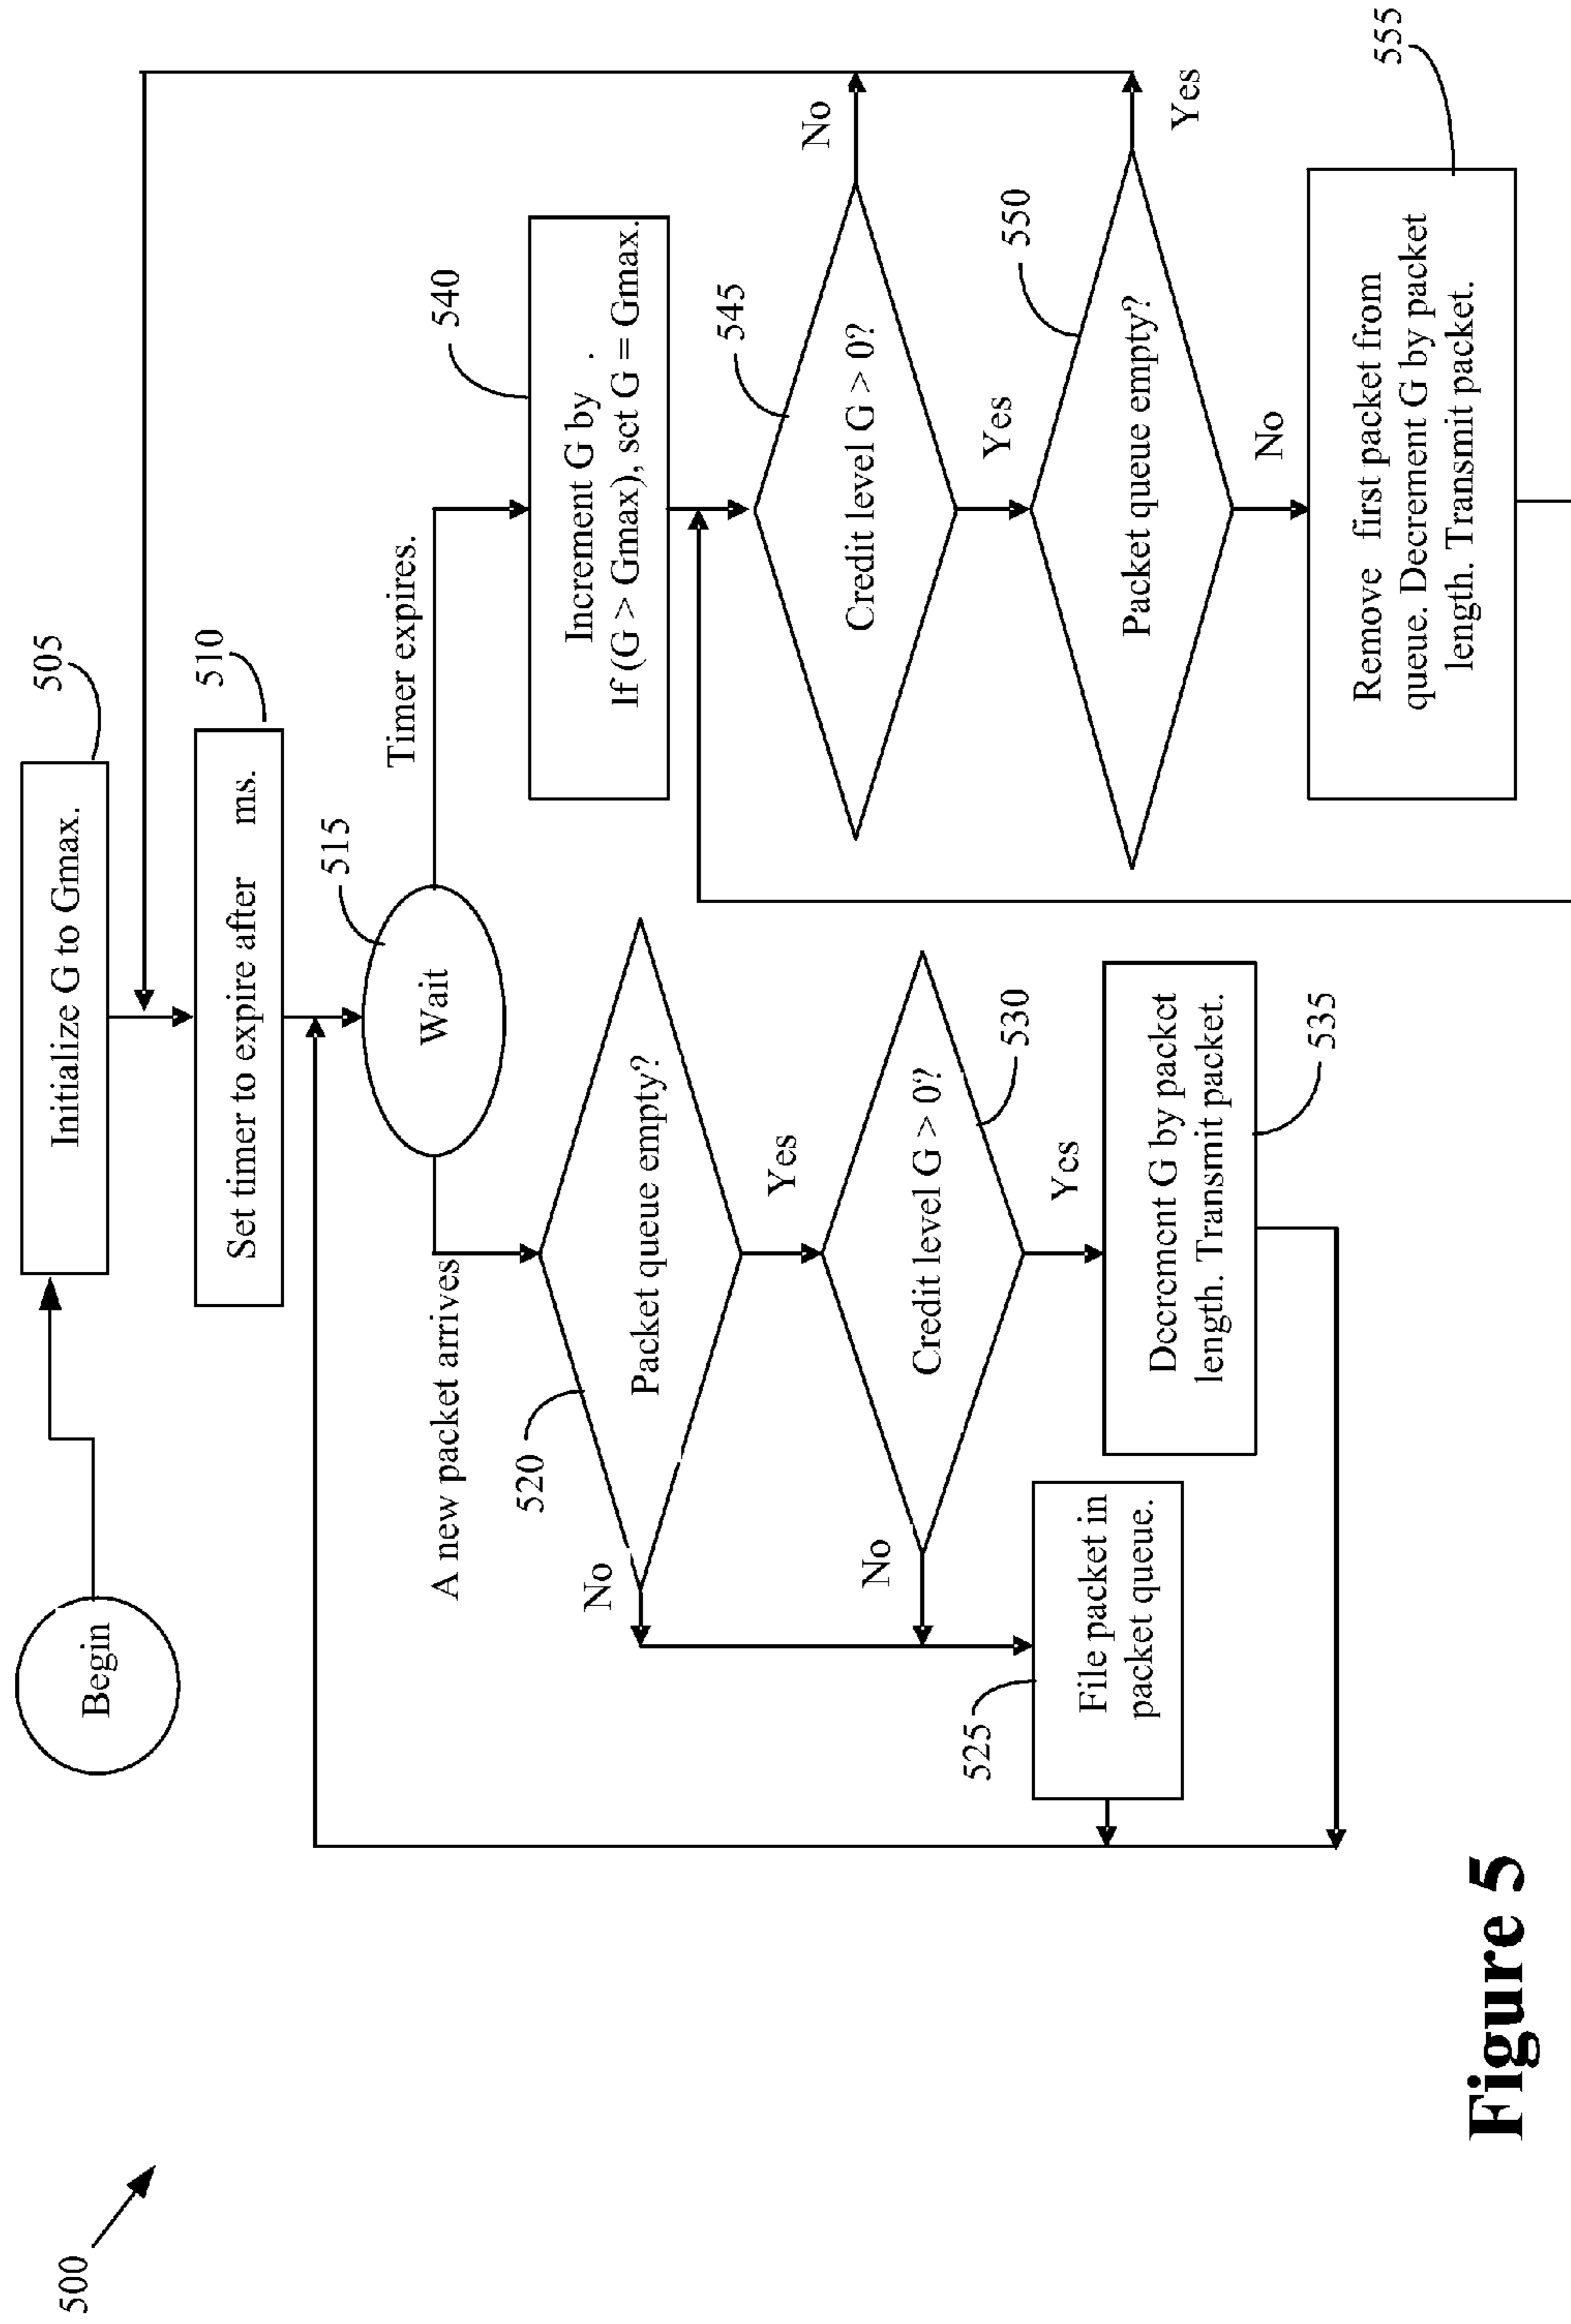 500
Begin
Initialize G to Gmax.
505
Set timer to expire after ms.
510
Wait
515
A new packet arrives
Timer expires.
Packet queue empty?
520
No
Yes
Credit level G > 0?
530
No
Yes
File packet in
packet queue.
525
Decrement G by packet
length. Transmit packet.
535
Increment G by
If (G > Gmax), set G = Gmax.
540
Credit level G > 0?
545
No
Yes
Packet queue empty?
550
Yes
No
Remove first packet from
queue. Decrement G by packet
length. Transmit packet.
555
Figure 5